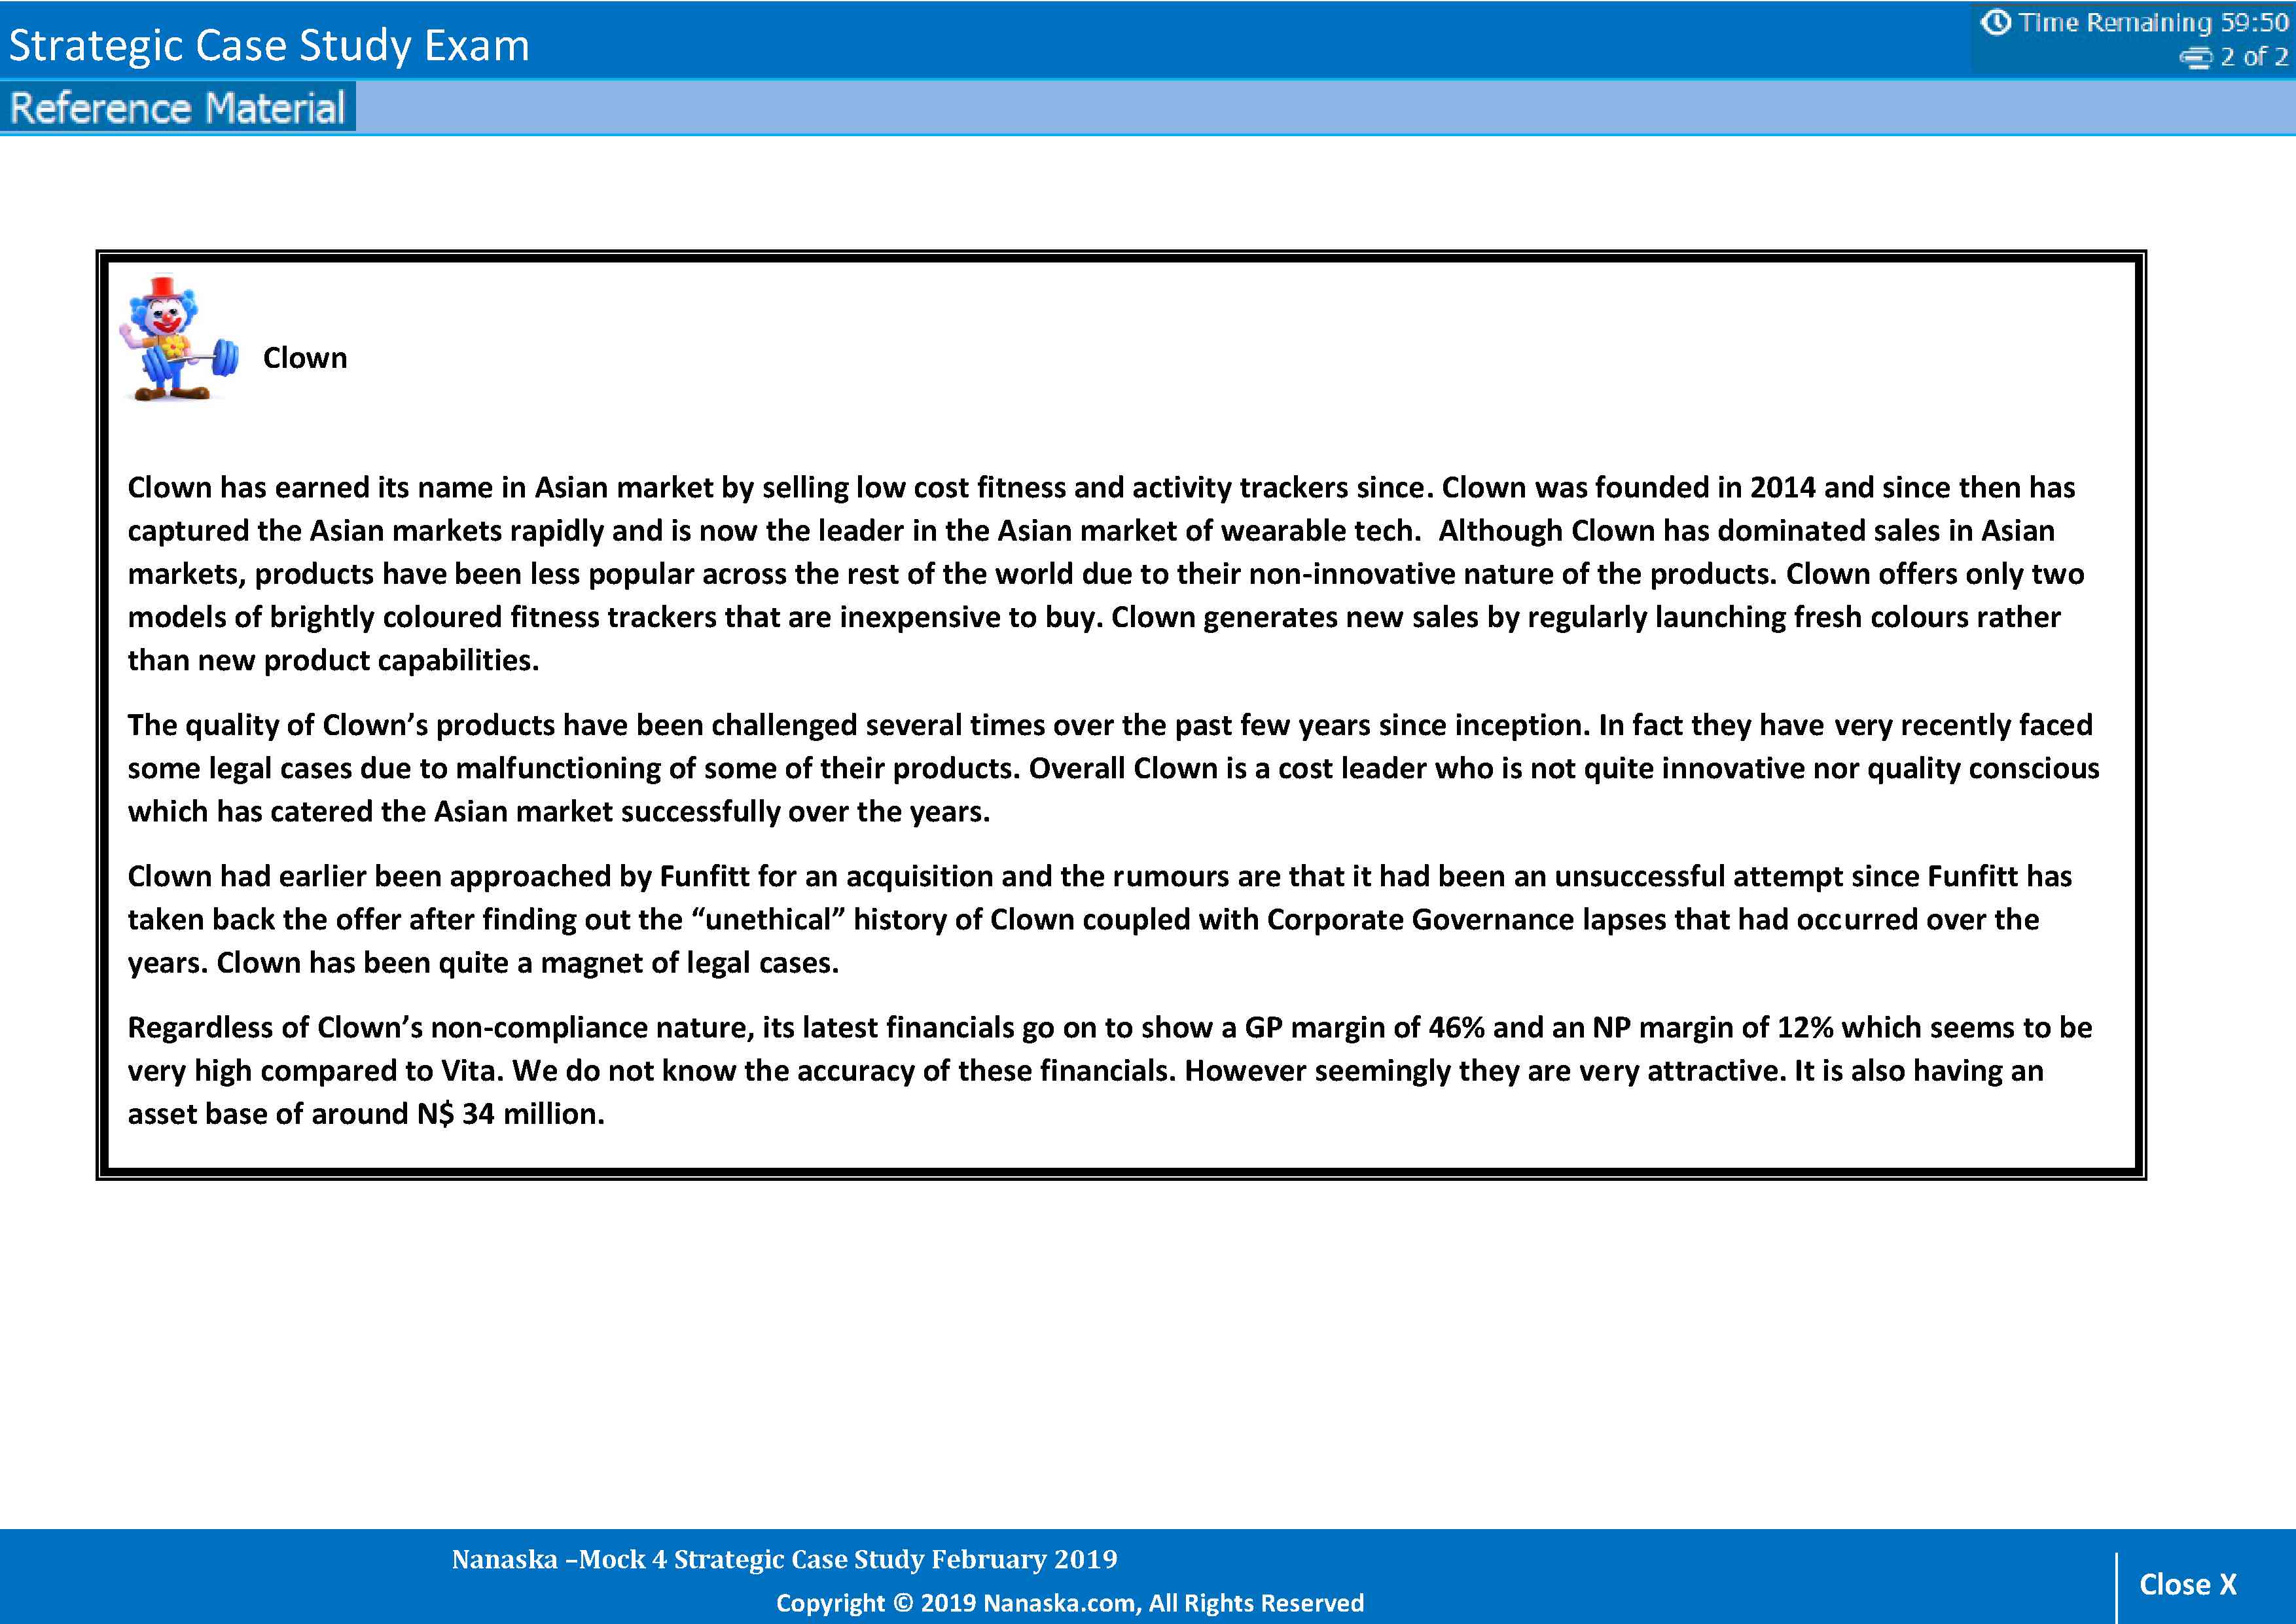 Strategic Case Study Exam
Time Remaining 59:50
2 of 2
Reference Material
Clown
Clown has earned its name in Asian market by selling low cost fitness and activity trackers since. Clown was founded in 2014 and since then has
captured the Asian markets rapidly and is now the leader in the Asian market of wearable tech. Although Clown has dominated sales in Asian
markets, products have been less popular across the rest of the world due to their non-innovative nature of the products. Clown offers only two
models of brightly coloured fitness trackers that are inexpensive to buy. Clown generates new sales by regularly launching fresh colours rather
than new product capabilities.
The quality of Clown’s products have been challenged several times over the past few years since inception. In fact they have very recently faced
some legal cases due to malfunctioning of some of their products. Overall Clown is a cost leader who is not quite innovative nor quality conscious
which has catered the Asian market successfully over the years.
Clown had earlier been approached by Funfitt for an acquisition and the rumours are that it had been an unsuccessful attempt since Funfitt has
taken back the offer after finding out the “unethical” history of Clown coupled with Corporate Governance lapses that had occurred over the
years. Clown has been quite a magnet of legal cases.
Regardless of Clown’s non-compliance nature, its latest financials go on to show a GP margin of 46% and an NP margin of 12% which seems to be
very high compared to Vita. We do not know the accuracy of these financials. However seemingly they are very attractive. It is also having an
asset base of around N$ 34 million.
Nanaska –Mock 4 Strategic Case Study February 2019
Copyright © 2019 Nanaska.com, All Rights Reserved
Close X